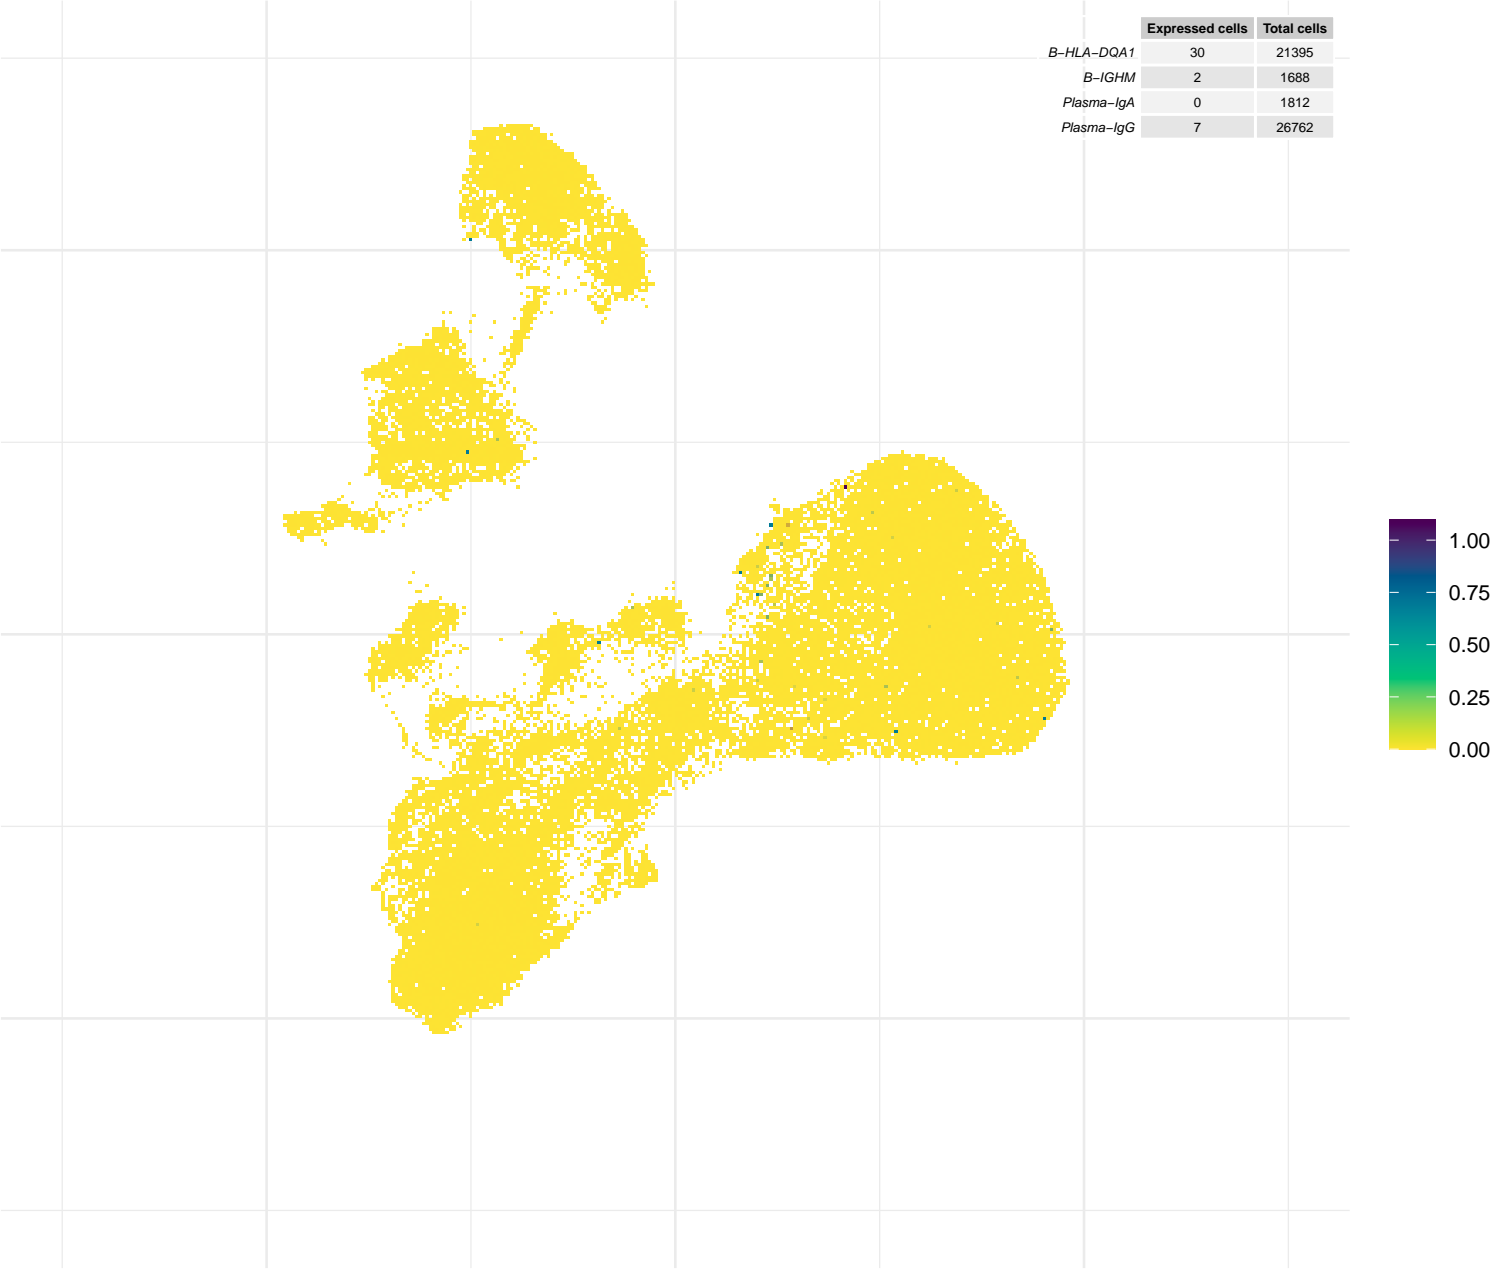 Expressed cells Total cells
B−HLA−DQA1 30 21395
B−IGHM 2 1688
Plasma−IgA 0 1812
Plasma−IgG 7 26762
1.00
0.75
0.50
0.25
0.00